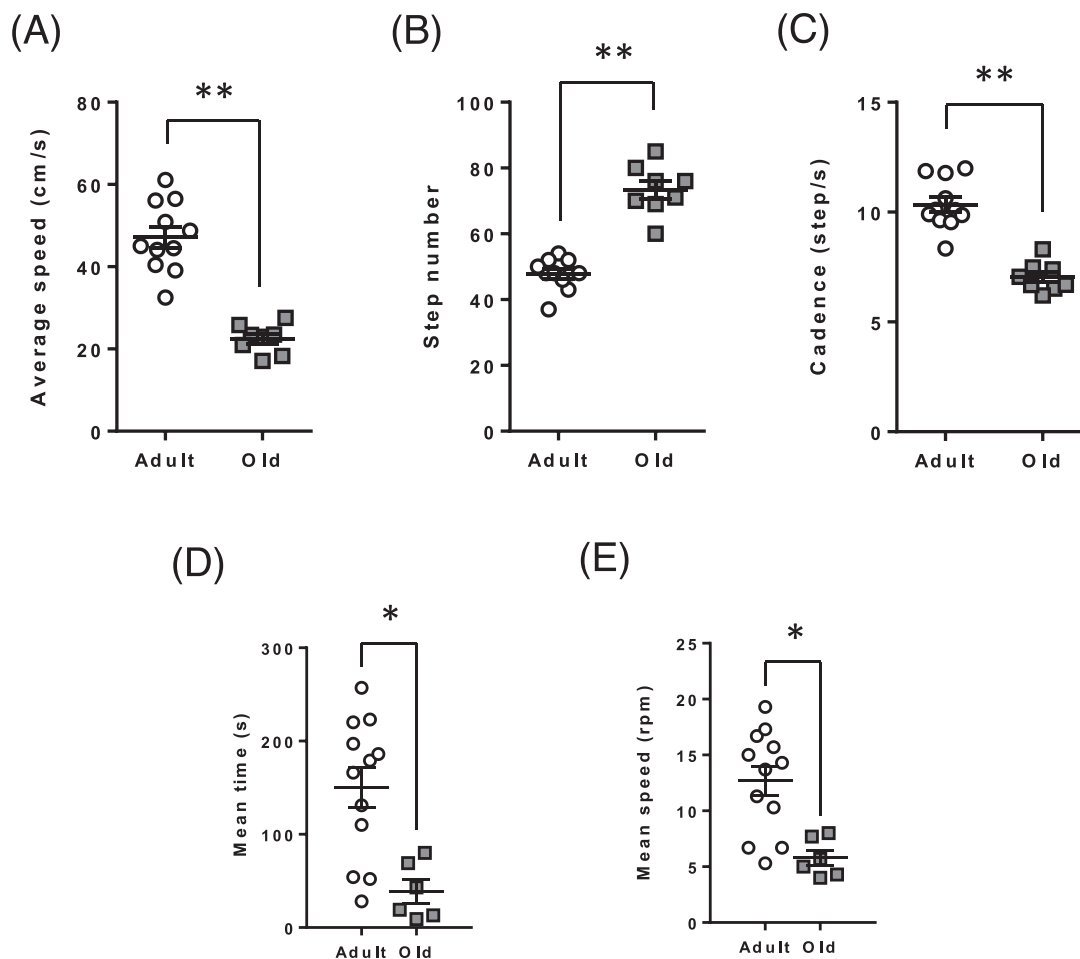 (A)
**
Average speed (cm/s)
80
60
40
20
0
Adult Old
(B)
**
Step number
100
80
60
40
20
0
Adult Old
(C)
**
Cadence (step/s)
15
10
5
0
Adult Old
(D)
*
Mean time (s)
300
200
100
0
Adult Old
(E)
*
Mean speed (rpm)
25
20
15
10
5
0
Adult Old